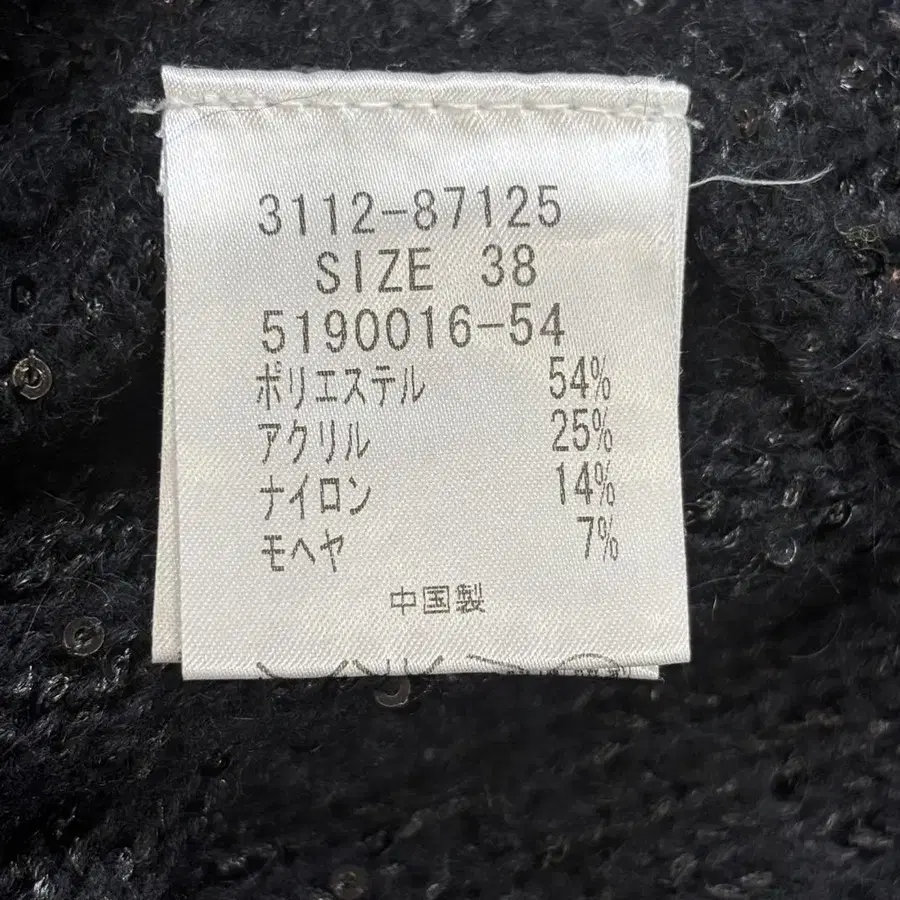 3112-87125
SIZE 38
5190016-54
ポリエステル 54%
アクリル 25%
ナイロン 14%
モヘヤ 7%
中国製